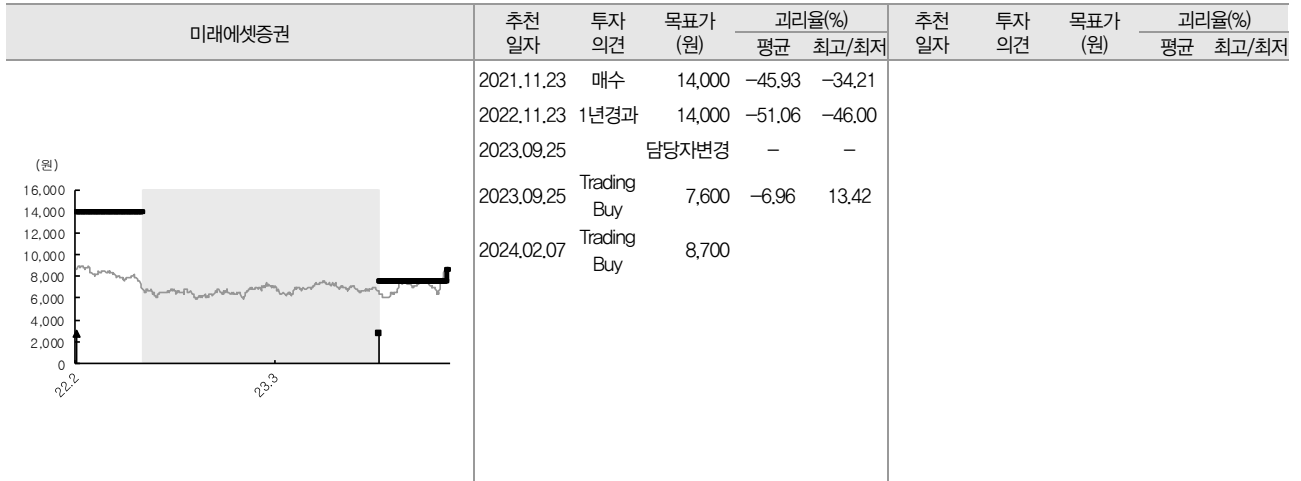 미래에셋증권
추천 일자 투자 의견 목표가 (원) 괴리율(%) 평균 최고/최저 추천 일자 투자 의견 목표가 (원) 괴리율(%) 평균 최고/최저
2021.11.23 매수 14,000 -45.93 -34.21
2022.11.23 1년경과 14,000 -51.06 -46.00
2023.09.25 담당자변경 - -
2023.09.25 Trading Buy 7,600 -6.96 13.42
2024.02.07 Trading Buy 8,700
(원)
16,000
14,000
12,000
10,000
8,000
6,000
4,000
2,000
0
22.2 23.3